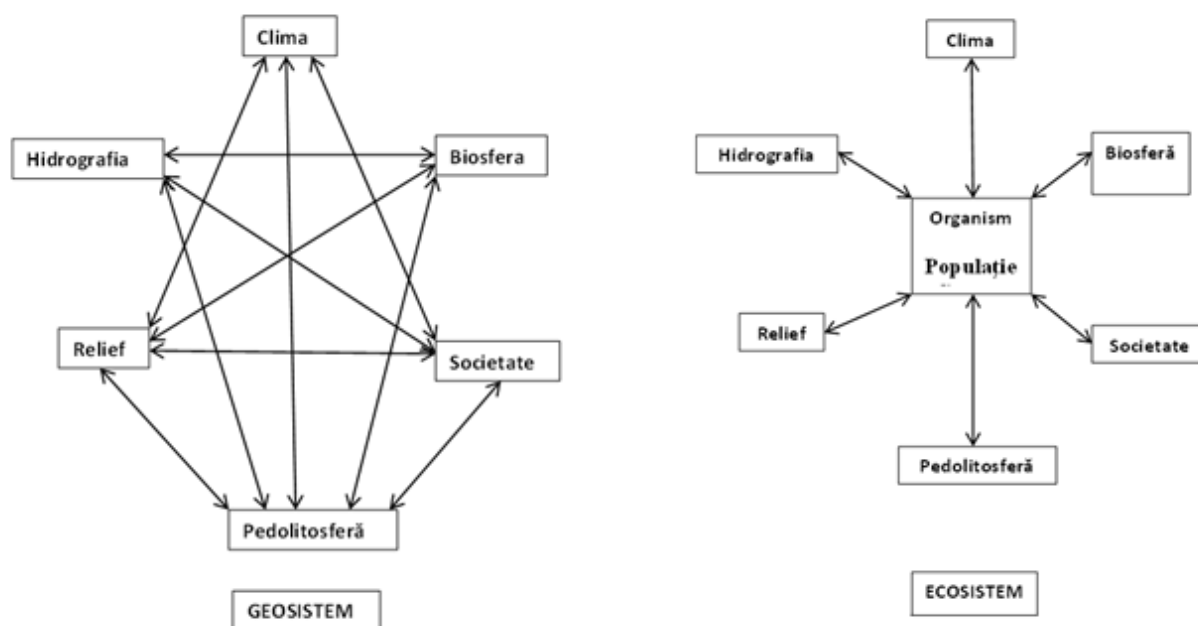 Clima
Hidrografia
Biosfera
Relief
Societate
Pedolitosferă
GEOSISTEM
Clima
Hidrografia
Biosferă
Organism
Populație
Relief
Societate
Pedolitosferă
ECOSISTEM